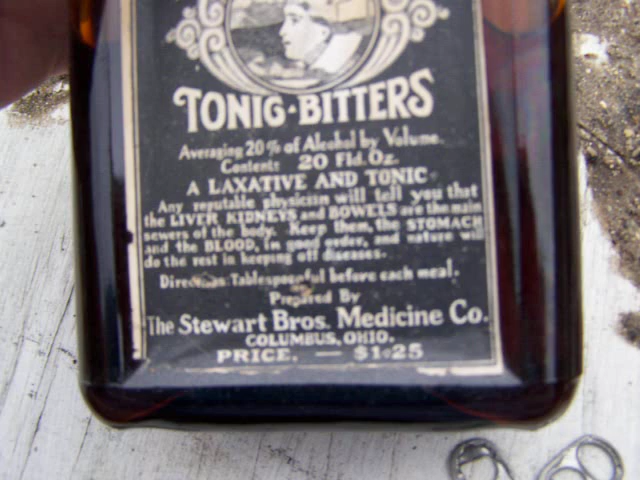 TONIC·BITTERS
Averaging 20% of Alcohol by Volume.
Contents 20 Fld. Oz.
A LAXATIVE AND TONIC
Any reputable physician will tell you that
the LIVER KIDNEYS and BOWELS are the main
sewers of the body. Keep them, the STOMACH
and the BLOOD, in good order, and nature will
do the rest in keeping off diseases.
Directions: Tablespoonful before each meal.
Prepared By
The Stewart Bros. Medicine Co.
COLUMBUS, OHIO.
PRICE. — $1.25